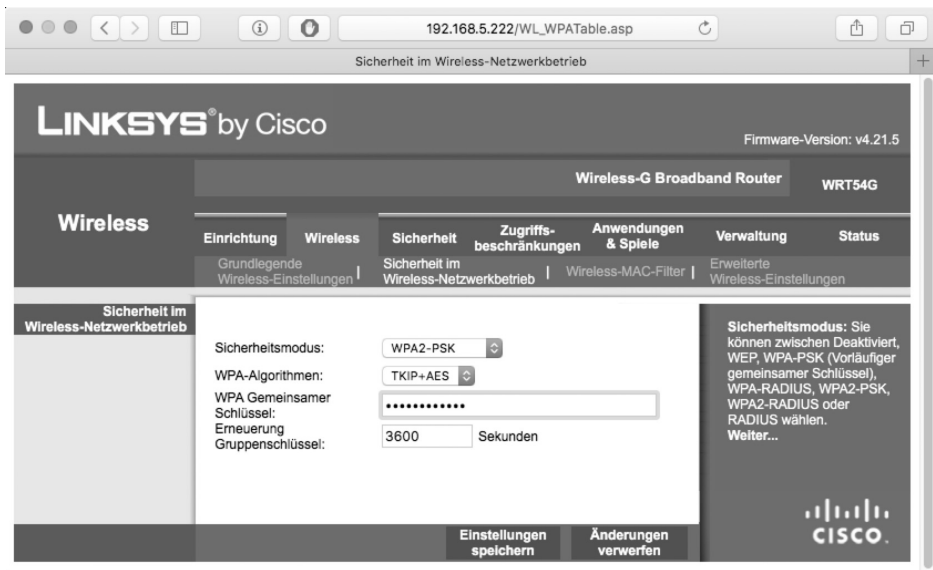 192.168.5.222/WL_WPATable.asp
Sicherheit im Wireless-Netzwerkbetrieb
LINKSYS® by Cisco
Firmware-Version: v4.21.5
Wireless-G Broadband Router
WRT54G
Wireless
Einrichtung
Wireless
Sicherheit
Zugriffs-
beschränkungen
Anwendungen
& Spiele
Verwaltung
Status
Grundlegende
Wireless-Einstellungen |
Sicherheit im
Wireless-Netzwerkbetrieb |
Wireless-MAC-Filter |
Erweiterte
Wireless-Einstellungen
Sicherheit im
Wireless-Netzwerkbetrieb
Sicherheitsmodus:
WPA2-PSK
WPA-Algorithmen:
TKIP+AES
WPA Gemeinsamer
Schlüssel:
••••••••••••
Erneuerung
Gruppenschlüssel:
3600 Sekunden
Sicherheitsmodus: Sie
können zwischen Deaktiviert,
WEP, WPA-PSK (Vorläufiger
gemeinsamer Schlüssel),
WPA-RADIUS, WPA2-PSK,
WPA2-RADIUS oder
RADIUS wählen.
Weiter...
Einstellungen
speichern
Änderungen
verwerfen
CISCO.